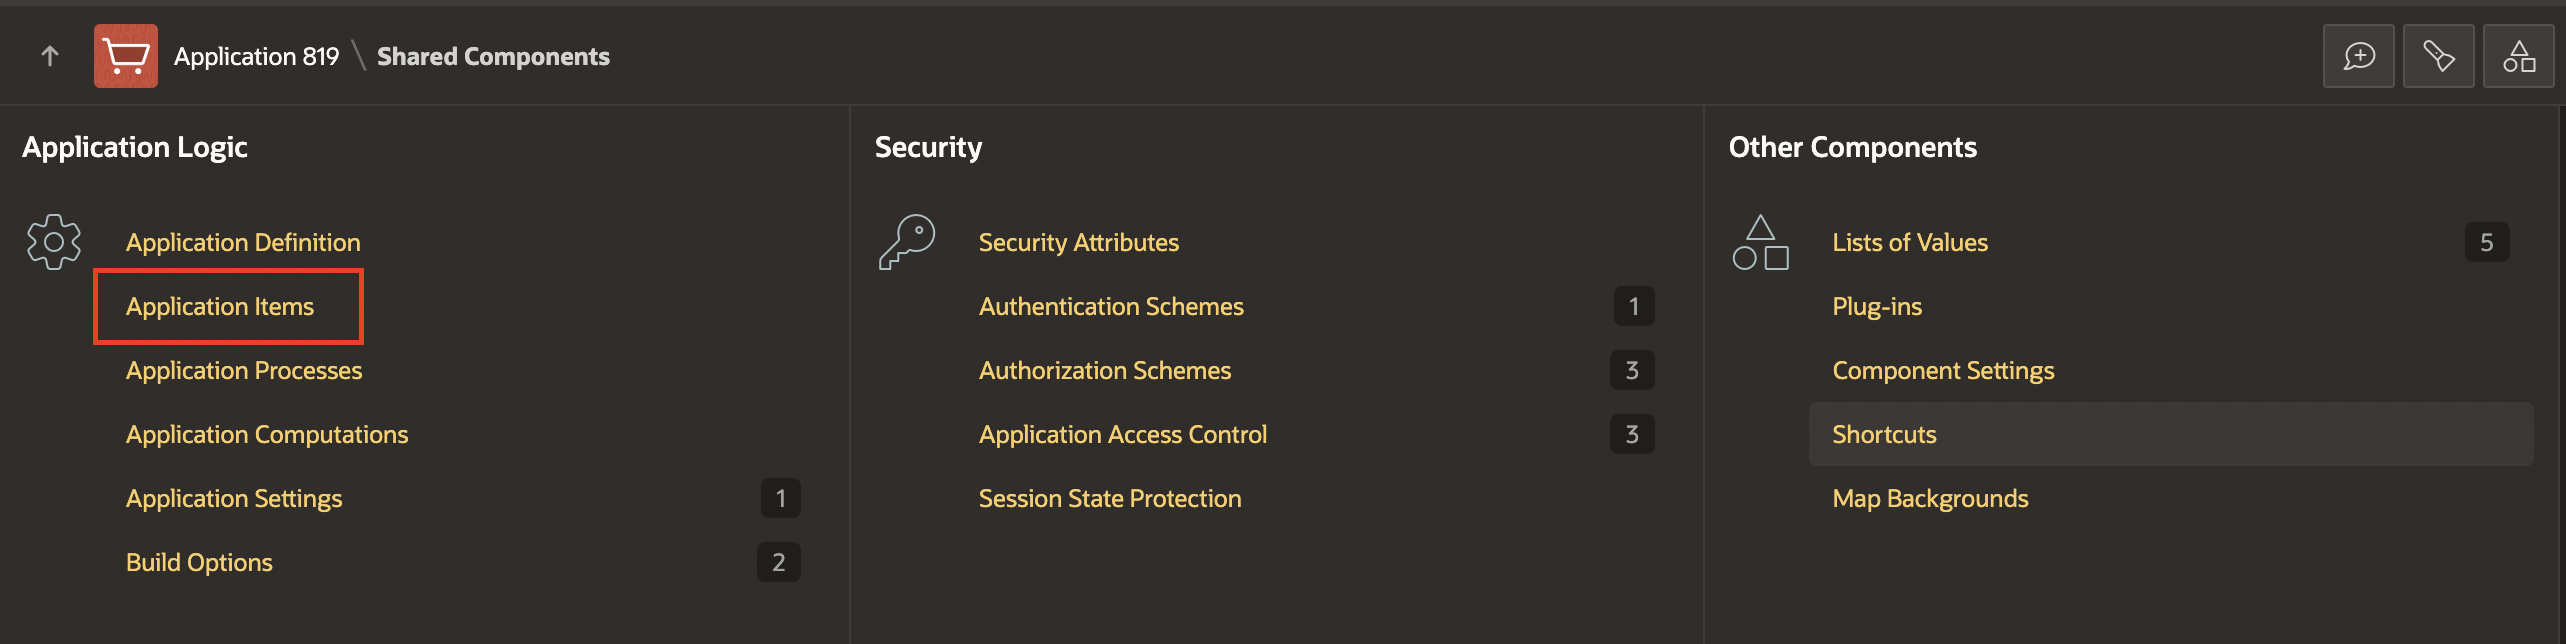 Application 819 \ Shared Components
Application Logic
Application Definition
Application Items
Application Processes
Application Computations
Application Settings 1
Build Options 2
Security
Security Attributes
Authentication Schemes 1
Authorization Schemes 3
Application Access Control 3
Session State Protection
Other Components
Lists of Values 5
Plug-ins
Component Settings
Shortcuts
Map Backgrounds